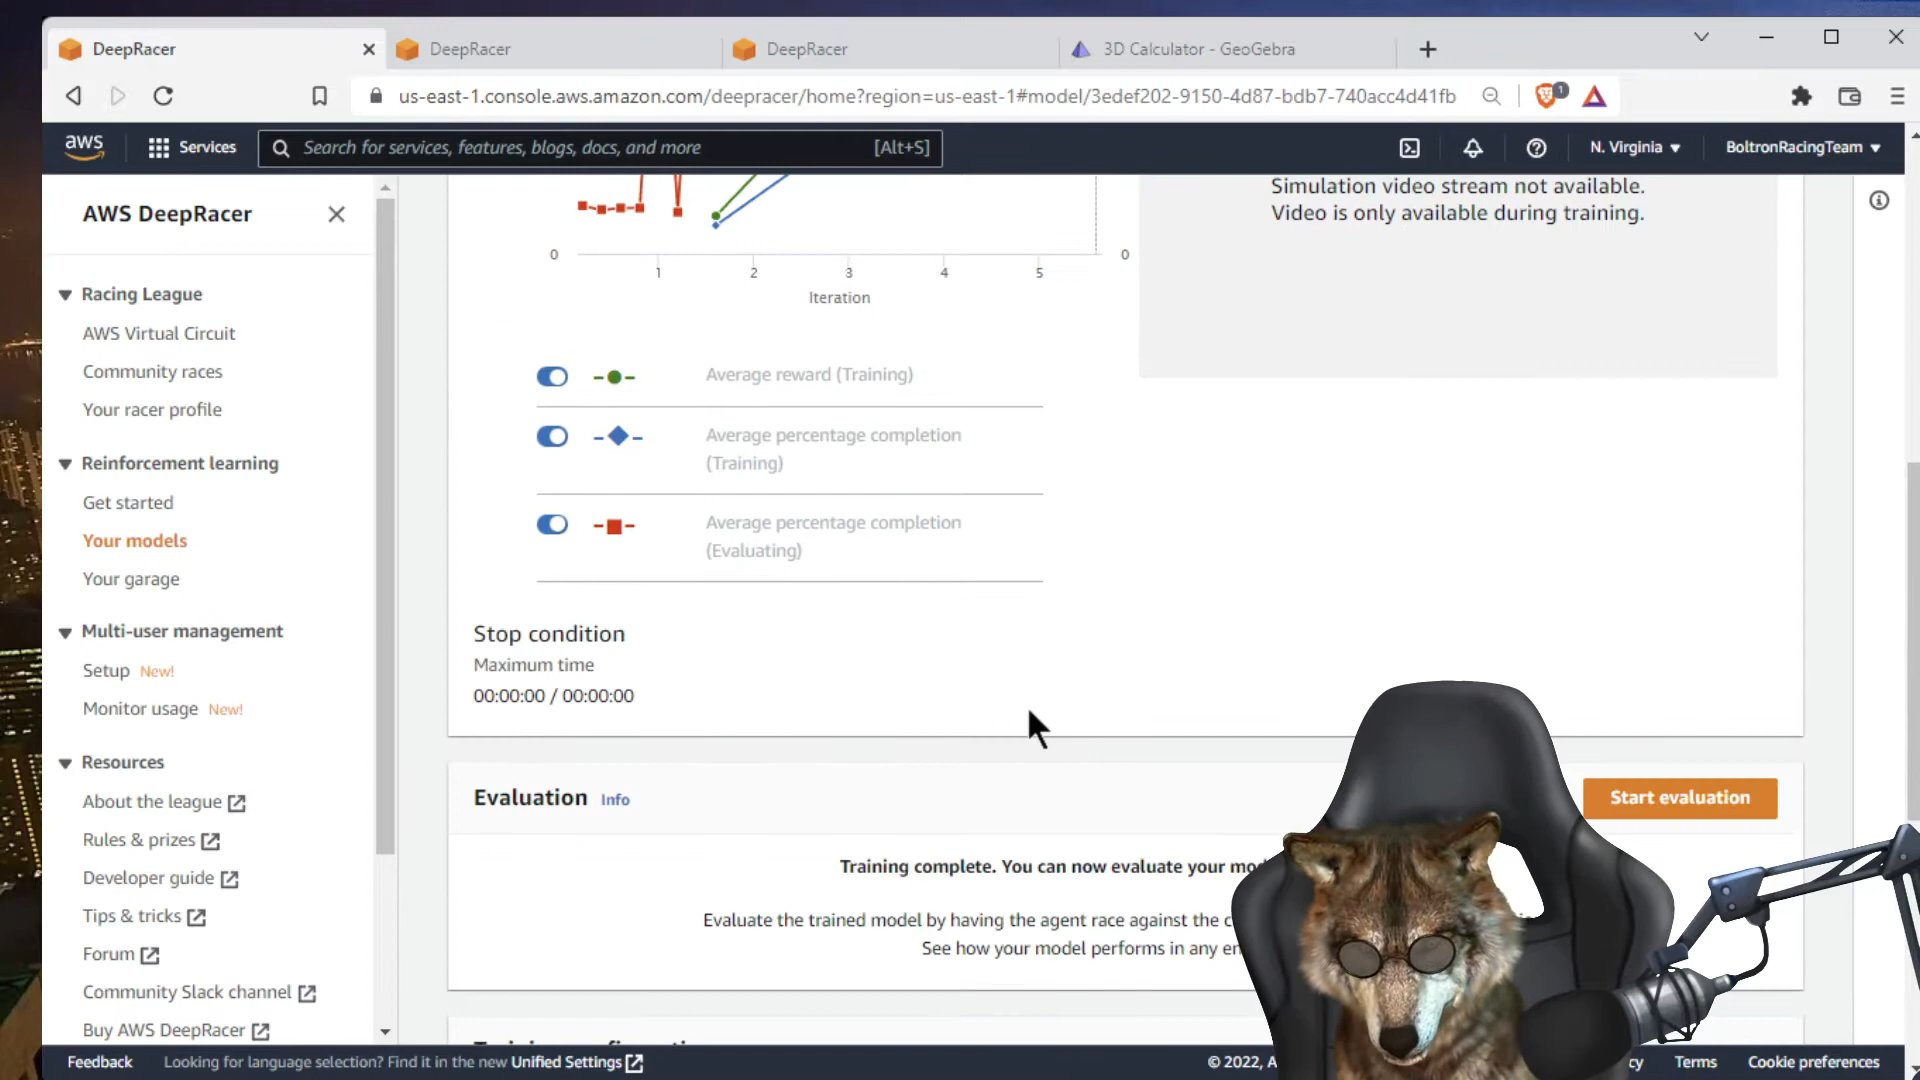 DeepRacer
DeepRacer
DeepRacer
3D Calculator - GeoGebra
us-east-1.console.aws.amazon.com/deepracer/home?region=us-east-1#model/3edef202-9150-4d87-bdb7-740acc4d41fb
1
aws
Services
Search for services, features, blogs, docs, and more
[Alt+S]
N. Virginia
BoltronRacingTeam
AWS DeepRacer
Racing League
AWS Virtual Circuit
Community races
Your racer profile
Reinforcement learning
Get started
Your models
Your garage
Multi-user management
Setup New!
Monitor usage New!
Resources
About the league
Rules & prizes
Developer guide
Tips & tricks
Forum
Community Slack channel
Buy AWS DeepRacer
0
0
1 2 3 4 5
Iteration
Average reward (Training)
Average percentage completion
(Training)
Average percentage completion
(Evaluating)
Simulation video stream not available.
Video is only available during training.
Stop condition
Maximum time
00:00:00 / 00:00:00
Evaluation Info
Start evaluation
Training complete. You can now evaluate your
Evaluate the trained model by having the agent race against the
See how your model performs in any
Feedback
Looking for language selection? Find it in the new Unified Settings
© 2022,
Terms
Cookie preferences